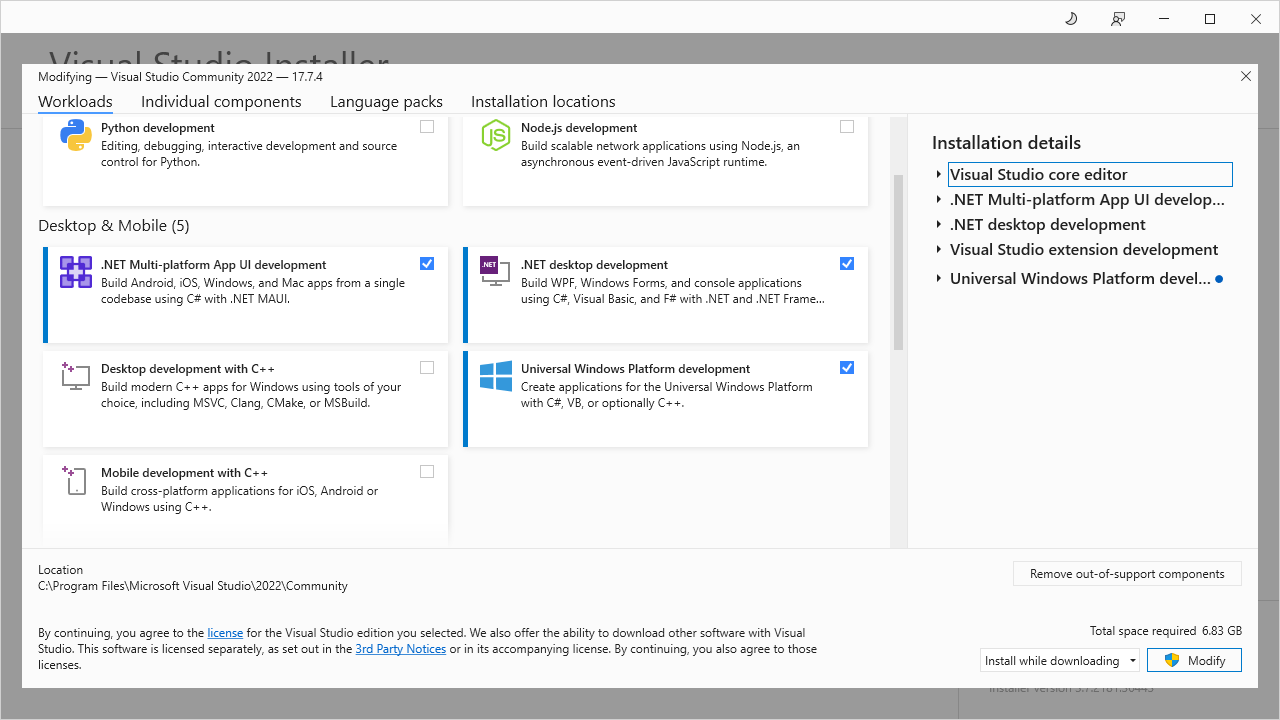 Visual Studio Installer
Modifying — Visual Studio Community 2022 — 17.7.4
Workloads
Individual components
Language packs
Installation locations
Python development
Editing, debugging, interactive development and source
control for Python.
Node.js development
Build scalable network applications using Node.js, an
asynchronous event-driven JavaScript runtime.
Desktop & Mobile (5)
.NET Multi-platform App UI development
Build Android, iOS, Windows, and Mac apps from a single
codebase using C# with .NET MAUI.
.NET
.NET desktop development
Build WPF, Windows Forms, and console applications
using C#, Visual Basic, and F# with .NET and .NET Frame...
Desktop development with C++
Build modern C++ apps for Windows using tools of your
choice, including MSVC, Clang, CMake, or MSBuild.
Universal Windows Platform development
Create applications for the Universal Windows Platform
with C#, VB, or optionally C++.
Mobile development with C++
Build cross-platform applications for iOS, Android or
Windows using C++.
Installation details
Visual Studio core editor
.NET Multi-platform App UI develop...
.NET desktop development
Visual Studio extension development
Universal Windows Platform devel...
Location
C:\Program Files\Microsoft Visual Studio\2022\Community
Remove out-of-support components
By continuing, you agree to the license for the Visual Studio edition you selected. We also offer the ability to download other software with Visual
Studio. This software is licensed separately, as set out in the 3rd Party Notices or in its accompanying license. By continuing, you also agree to those
licenses.
Total space required 6.83 GB
Install while downloading
Modify